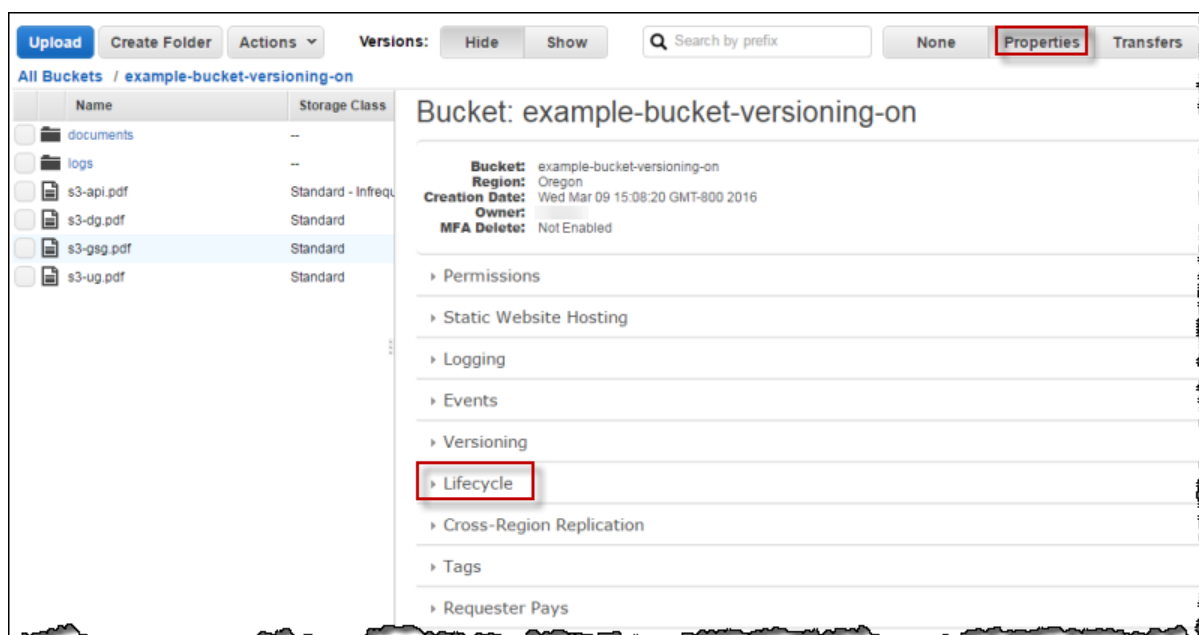 Upload Create Folder Actions Versions: Hide Show Search by prefix None Properties Transfers
All Buckets / example-bucket-versioning-on
Name Storage Class
documents --
logs --
s3-api.pdf Standard - Infrequ
s3-dg.pdf Standard
s3-gsg.pdf Standard
s3-ug.pdf Standard
Bucket: example-bucket-versioning-on
Bucket: example-bucket-versioning-on
Region: Oregon
Creation Date: Wed Mar 09 15:08:20 GMT-800 2016
Owner:
MFA Delete: Not Enabled
Permissions
Static Website Hosting
Logging
Events
Versioning
Lifecycle
Cross-Region Replication
Tags
Requester Pays